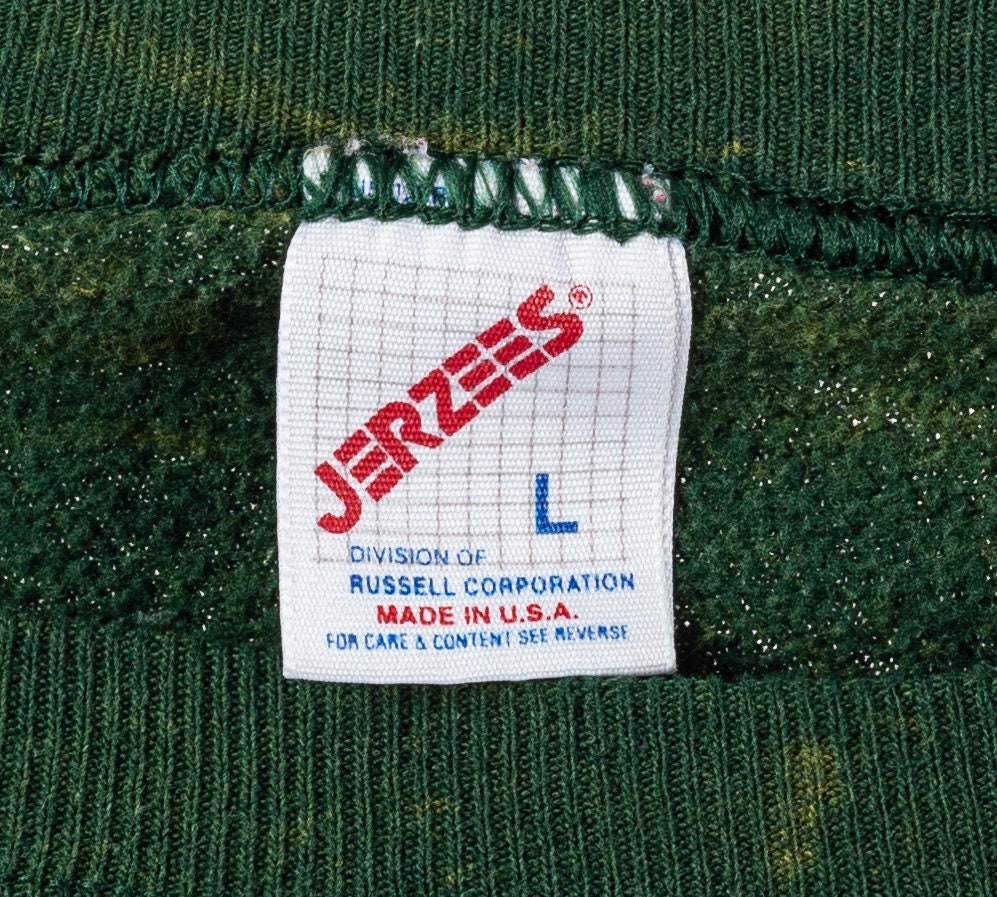 JERZEES®
L
DIVISION OF
RUSSELL CORPORATION
MADE IN U.S.A.
FOR CARE & CONTENT SEE REVERSE